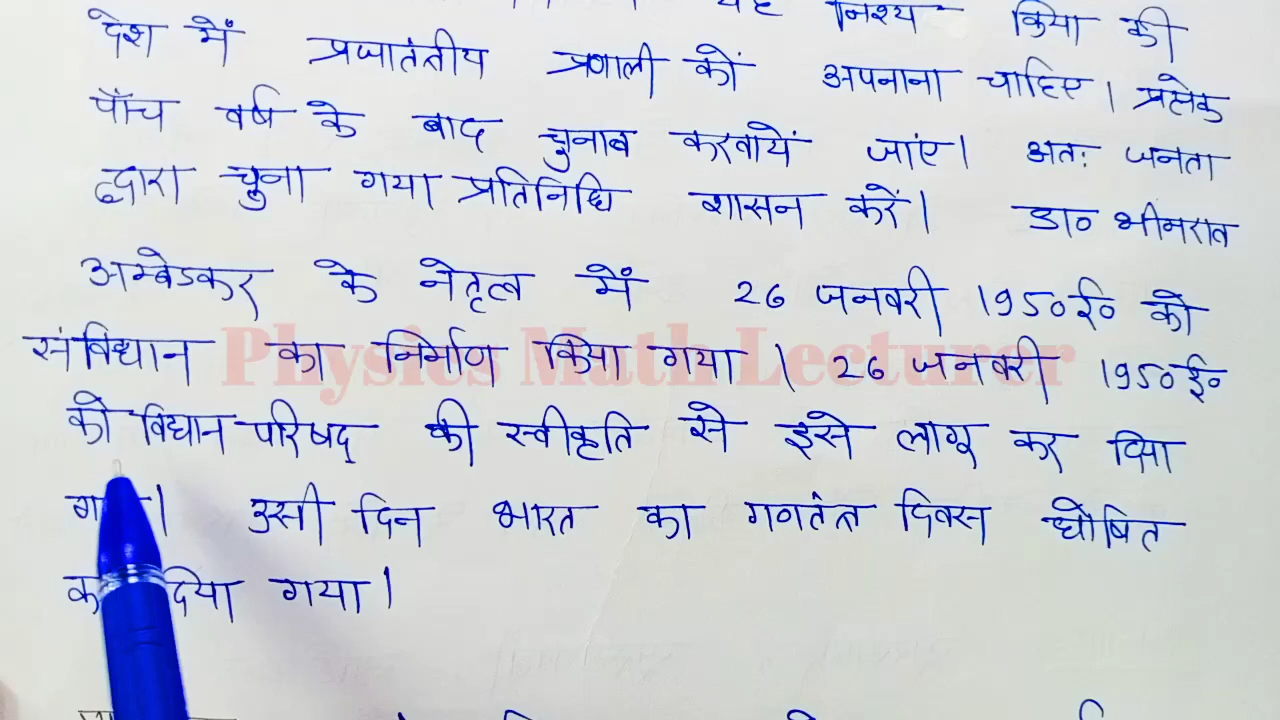 यह निश्य किया की
देश में प्रजातंतीय प्रणाली कों अपनाना चाहिए। प्रत्येक
पाँच वर्ष के बाद चुनाव करवायें जांए। अतः जनता
द्वारा चुना गया प्रतिनिधि शासन करें। डा० भीमराव
अम्बेडकर के नेतृत्व में 26 जनवरी 1950ई० को
संविधान का निर्माण किया गया। 26 जनवरी 1950ई०
को विधान परिषद् की स्वीकृति से इसे लागू कर दिया
उसी दिन भारत का गणतंत्र दिवस घोषित
दिया गया।
Physics Math Lecturer